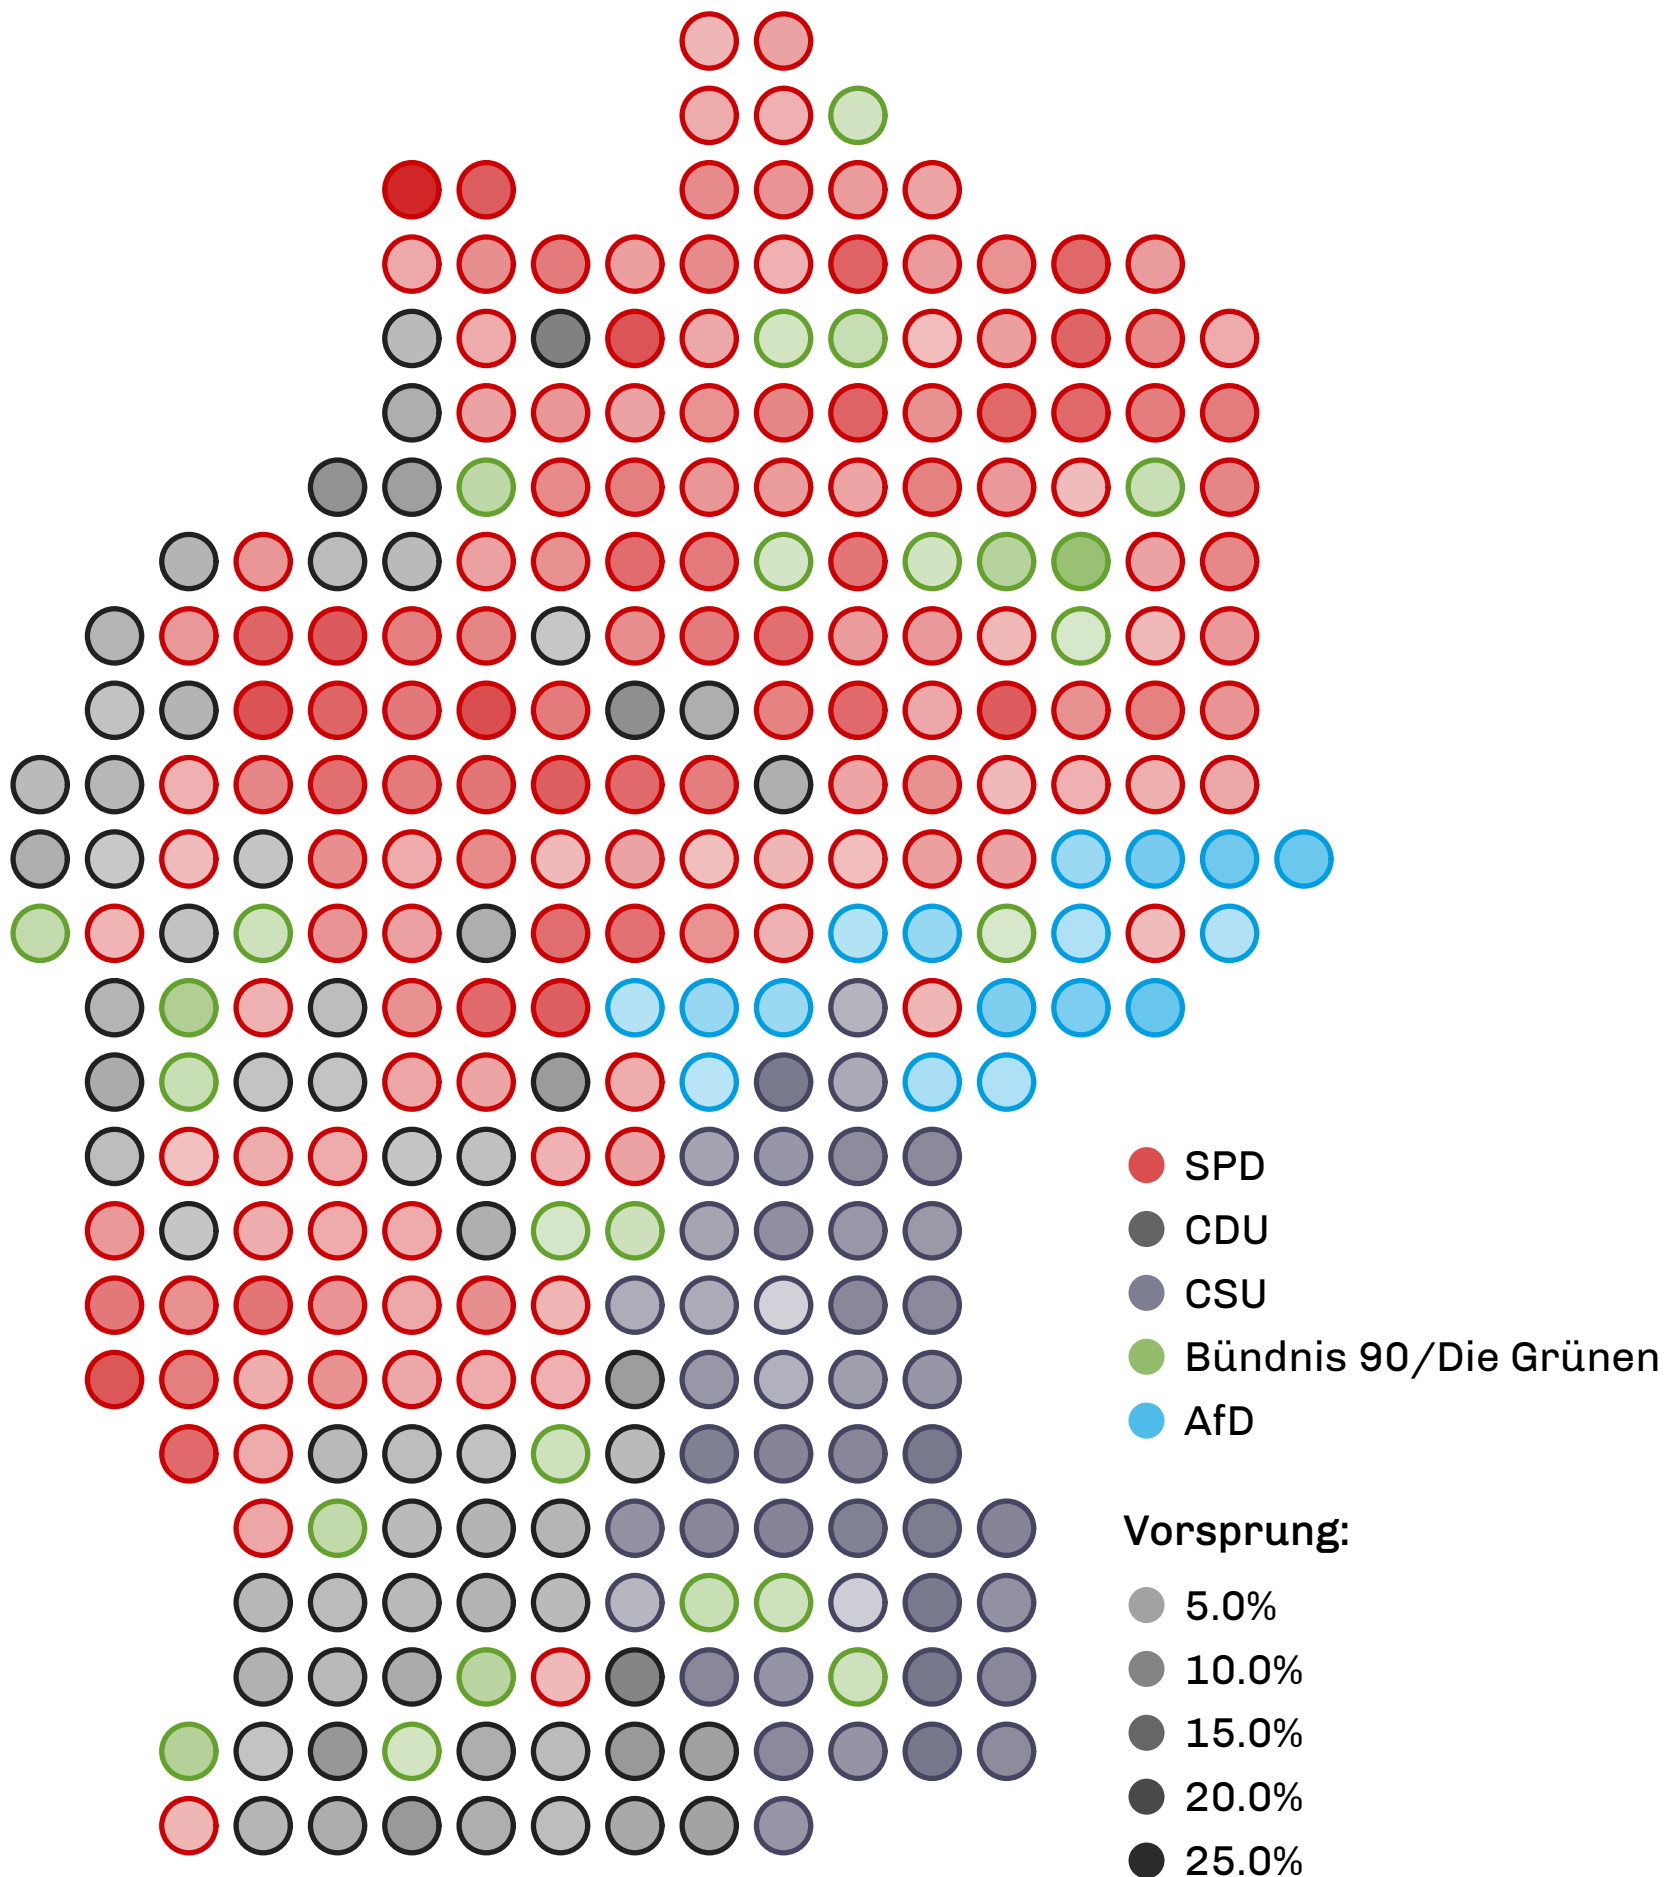 SPD
CDU
CSU
Bündnis 90/Die Grünen
AfD
Vorsprung:
5.0%
10.0%
15.0%
20.0%
25.0%